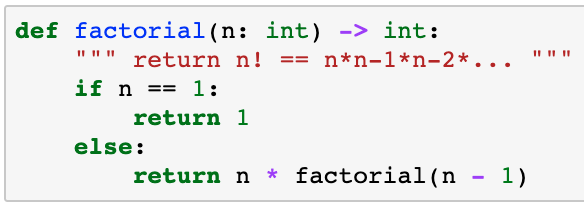 def factorial(n: int) -> int:
    """ return n! == n*n-1*n-2*... """
    if n == 1:
        return 1
    else:
        return n * factorial(n - 1)